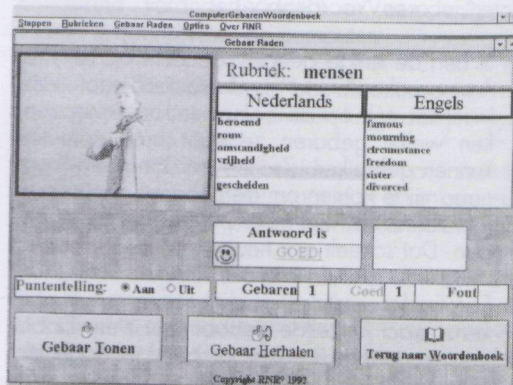 ComputerGebarenWoordenboek
Stoppen Rubrieken Gebaar Raden Opties Over RNR
Gebaar Raden
Rubriek: mensen
Nederlands Engels
beroemd famous
rouw mourning
omstandigheid circumstance
vrijheid freedom
sister
gescheiden divorced
Antwoord is
GOED!
Puntentelling: Aan Uit Gebaren 1 Goed 1 Fout
Gebaar Tonen Gebaar Herhalen Terug naar Woordenboek
Copyright RNR© 1992